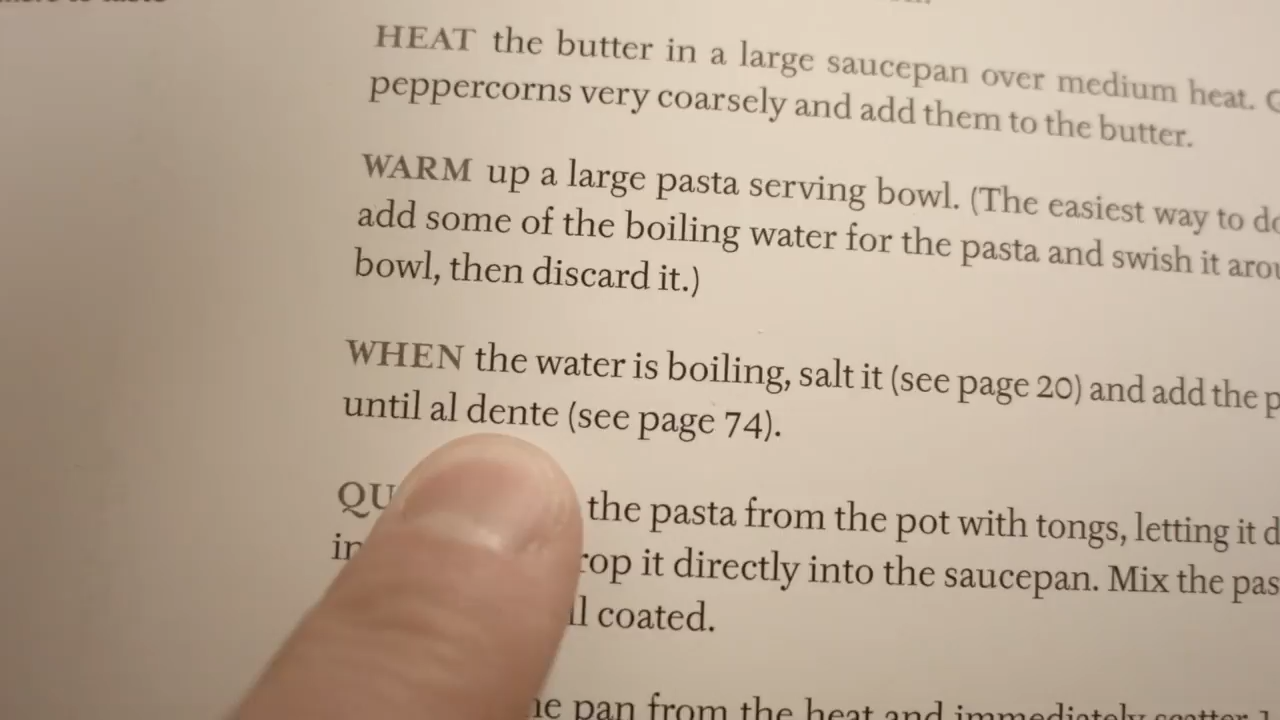 HEAT the butter in a large saucepan over medium heat.
peppercorns very coarsely and add them to the butter.
WARM up a large pasta serving bowl. (The easiest way to
add some of the boiling water for the pasta and swish it
bowl, then discard it.)
WHEN the water is boiling, salt it (see page 20) and add the
until al dente (see page 74).
the pasta from the pot with tongs, letting it
it directly into the saucepan. Mix the
coated.
pan from the heat and immediately